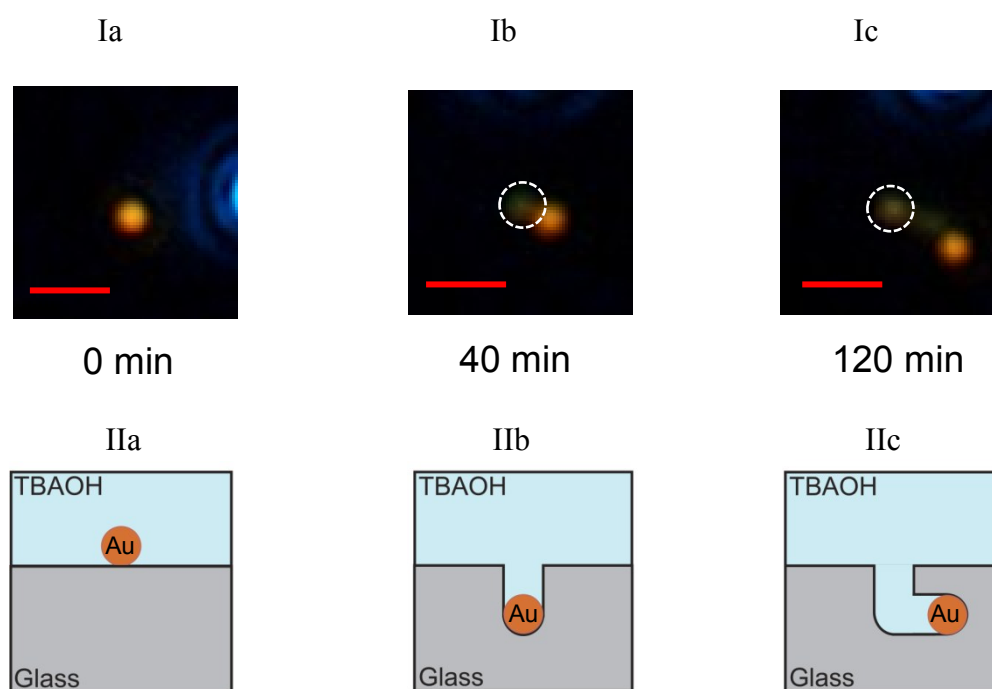 Ia Ib Ic
0 min 40 min 120 min
IIa IIb IIc
TBAOH TBAOH TBAOH
Au
Au Au
Glass Glass Glass